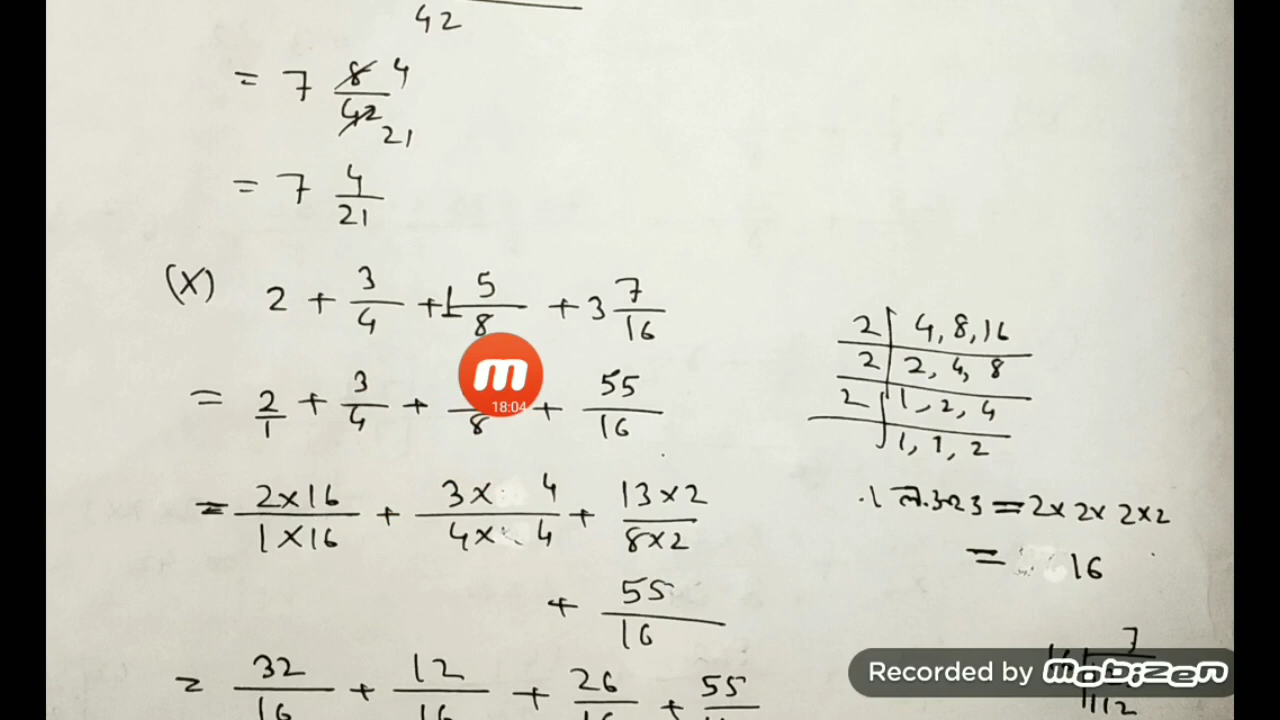 42
= 7 8/42 4/21
= 7 4/21
(X) 2 + 3/4 + 1 5/8 + 3 7/16
= 2/1 + 3/4 + /8 + 55/16
= 2×16/1×16 + 3× 4/4× 4 + 13×2/8×2
+ 55/16
= 32/16 + 12/16 + 26/16 + 55
2 | 4, 8, 16
2 | 2, 4, 8
2 | 1, 2, 4
1, 1, 2
= 2×2×2×2
= 16
7
112
m
18:04
Recorded by mobizen